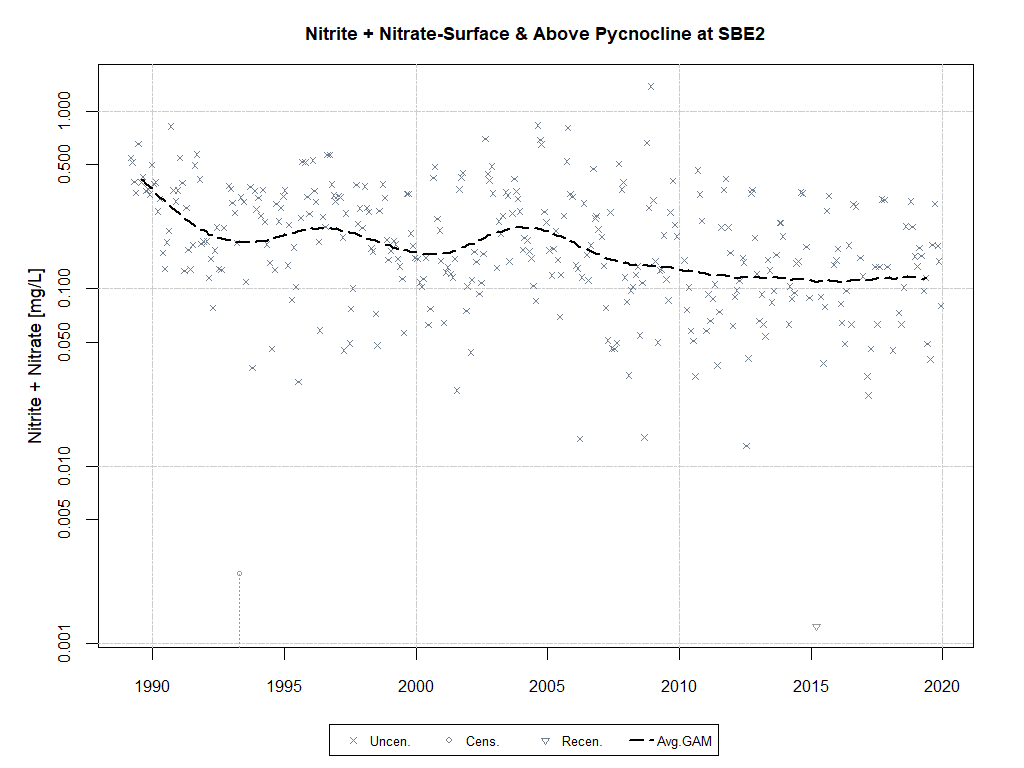 Nitrite + Nitrate-Surface & Above Pycnocline at SBE2
Nitrite + Nitrate [mg/L]
1.000
0.500
0.100
0.050
0.010
0.005
0.001
1990 1995 2000 2005 2010 2015 2020
Uncen. Cens. Recen. Avg.GAM